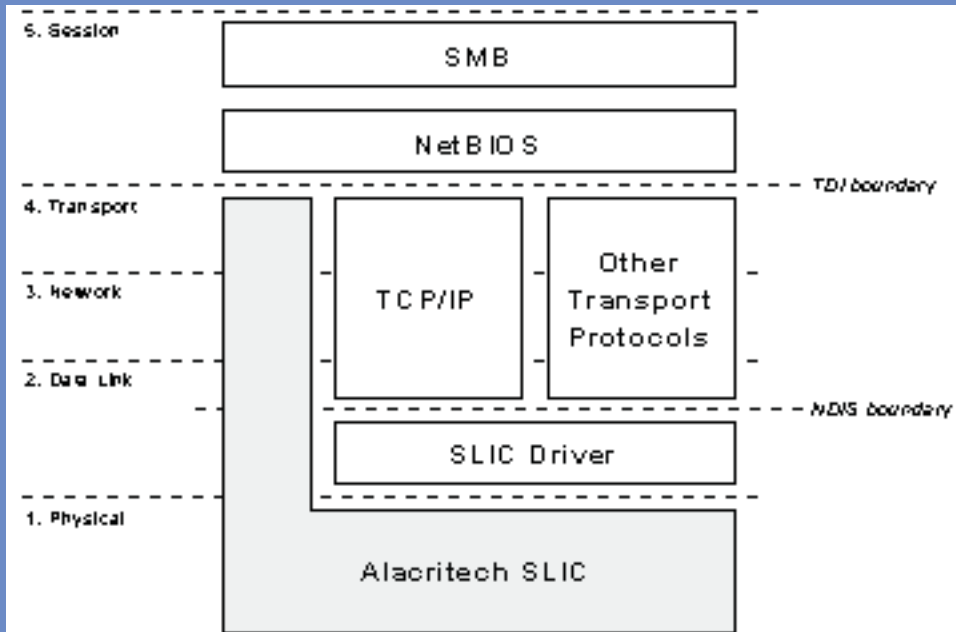 5. Session
SMB
NetBIOS
TDI boundary
4. Transport
3. Network
TCP/IP
Other
Transport
Protocols
2. Data Link
NDIS boundary
SLIC Driver
1. Physical
Alacritech SLIC